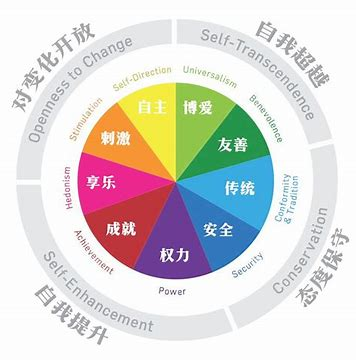 对变化开放
Openness to Change
自我超越
Self-Transcendence
态度保守
Conservation
自我提升
Self-Enhancement
Self-Direction
自主
Universalism
博爱
Benevolence
友善
Conformity
& Tradition
传统
Security
安全
Power
权力
Achievement
成就
Hedonism
享乐
Stimulation
刺激